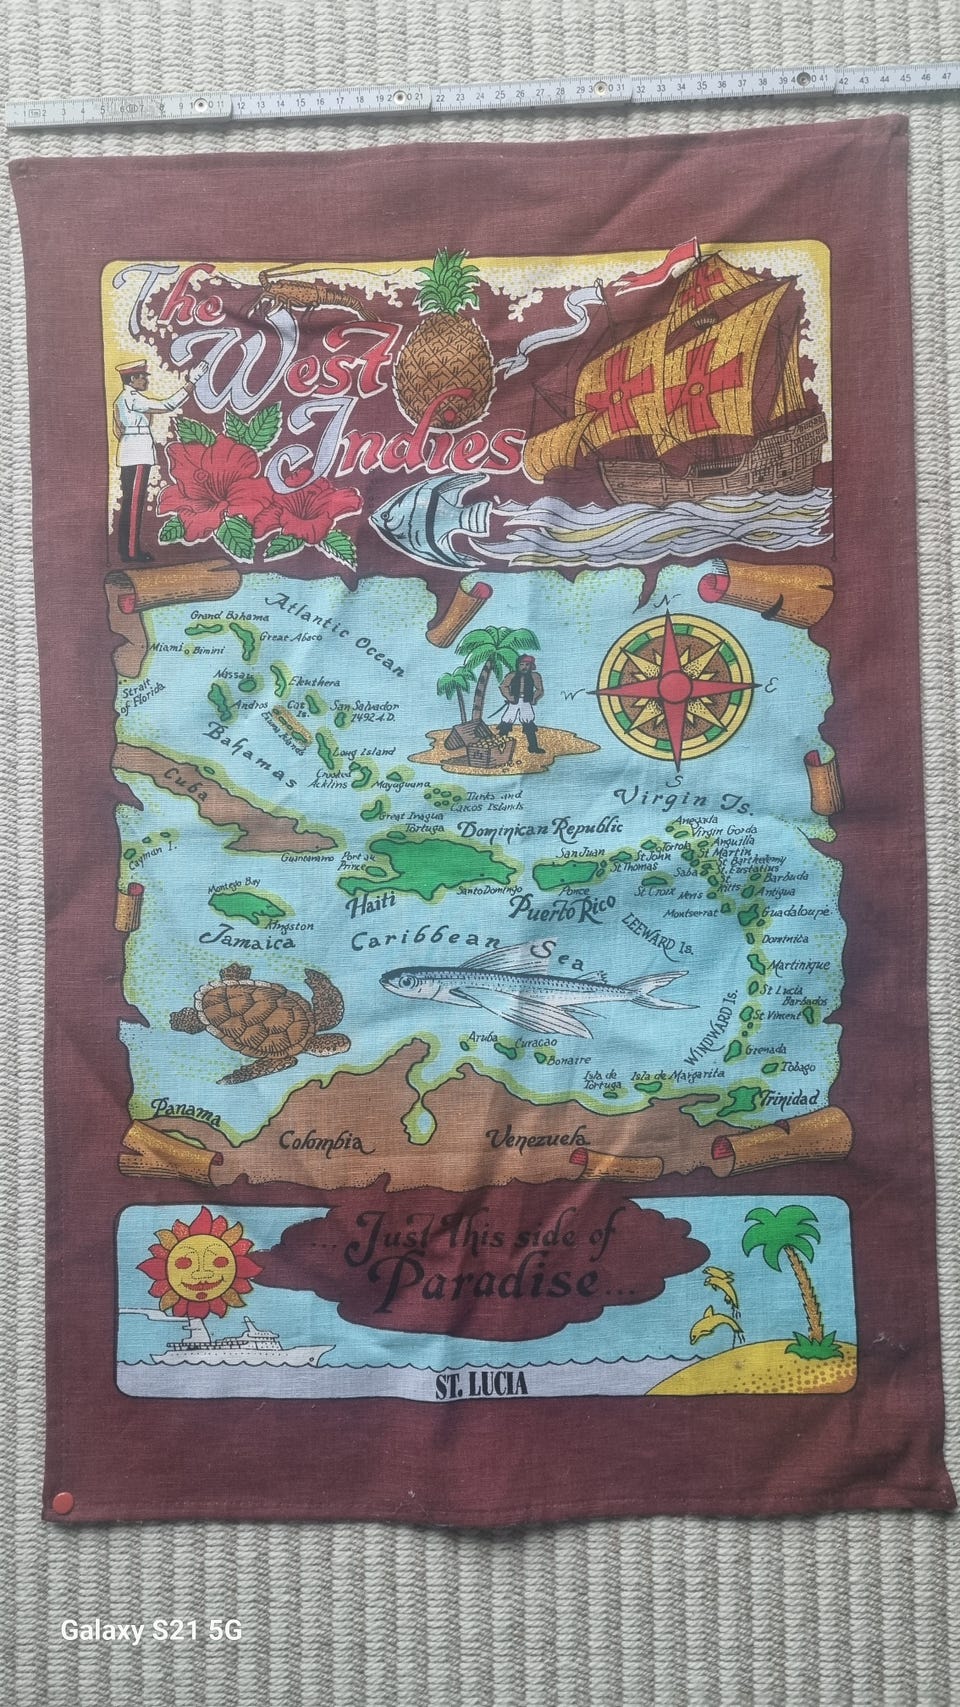 The
West
Indies
Atlantic Ocean
Grand Bahama
Great Abaco
Miami
Bimini
Strait
of Florida
Nassau
Eleuthera
Andros
Cat
Is.
San Salvador
1492 A.D.
Exuma Islands
Bahamas
Long Island
Crooked
Acklins
Mayaguana
Turks and
Caicos Islands
Great Inagua
Tortuga
N
W
E
S
Cuba
Cayman I.
Guantanamo
Port au
Prince
Dominican Republic
Virgin Is.
Anegada
Virgin Gorda
Anguilla
Tortola
St Martin
St Barthelemy
St. Eustatius
San Juan
St John
St Thomas
Saba
St
Kitts
Barbuda
Santo Domingo
Ponce
St Croix
Nevis
Antigua
Montego Bay
Kingston
Jamaica
Haiti
Puerto Rico
LEEWARD Is.
Montserrat
Guadaloupe
Caribbean Sea
Dominica
Martinique
St Lucia
Barbados
St. Vincent
WINDWARD Is.
Grenada
Tobago
Trinidad
Aruba
Curacao
Bonaire
Isla de
Tortuga
Isla de Margarita
Panama
Colombia
Venezuela
... Just this side of
Paradise...
ST. LUCIA
Galaxy S21 5G